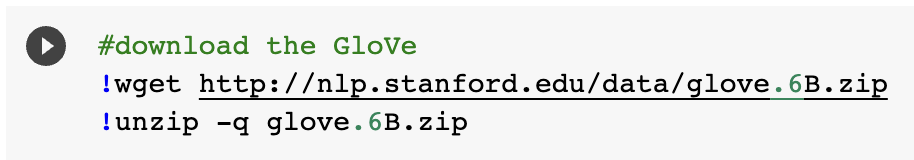 #download the GloVe
!wget http://nlp.stanford.edu/data/glove.6B.zip
!unzip -q glove.6B.zip